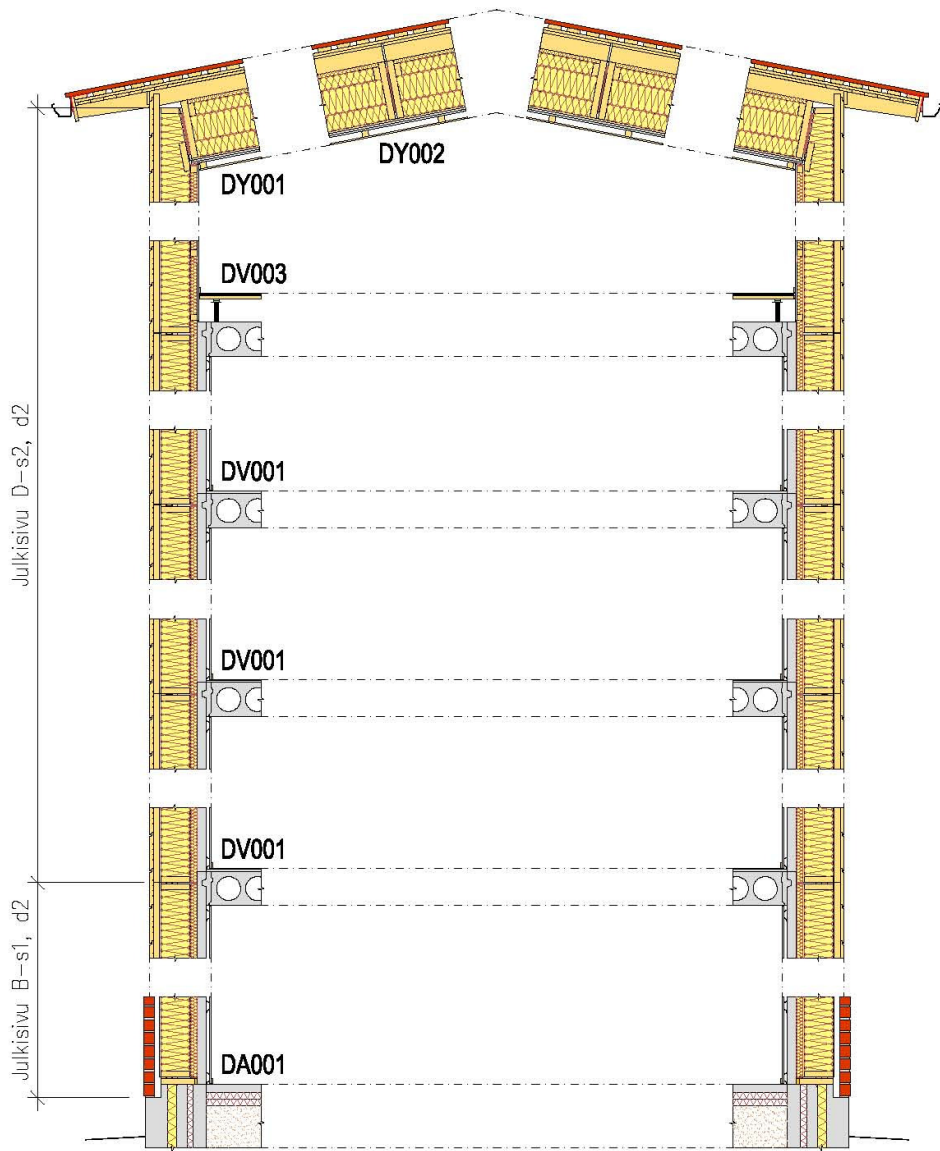 DY002
DY001
DV003
Julkisivu D-s2, d2
DV001
DV001
DV001
Julkisivu B-s1, d2
DA001